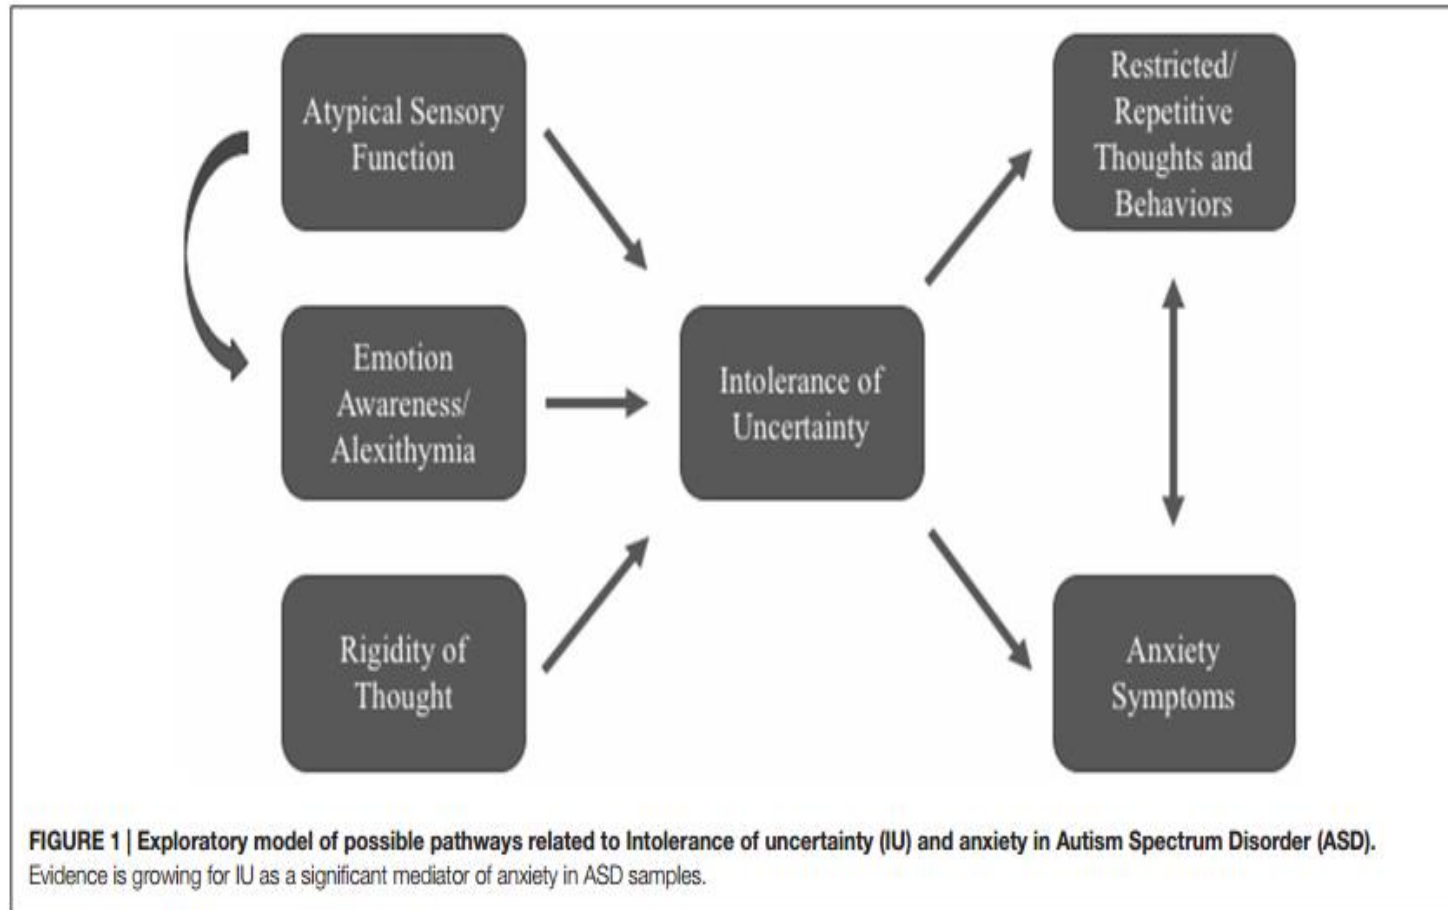 Atypical Sensory
Function
Emotion
Awareness/
Alexithymia
Rigidity of
Thought
Intolerance of
Uncertainty
Restricted/
Repetitive
Thoughts and
Behaviors
Anxiety
Symptoms
FIGURE 1 | Exploratory model of possible pathways related to Intolerance of uncertainty (IU) and anxiety in Autism Spectrum Disorder (ASD).
Evidence is growing for IU as a significant mediator of anxiety in ASD samples.